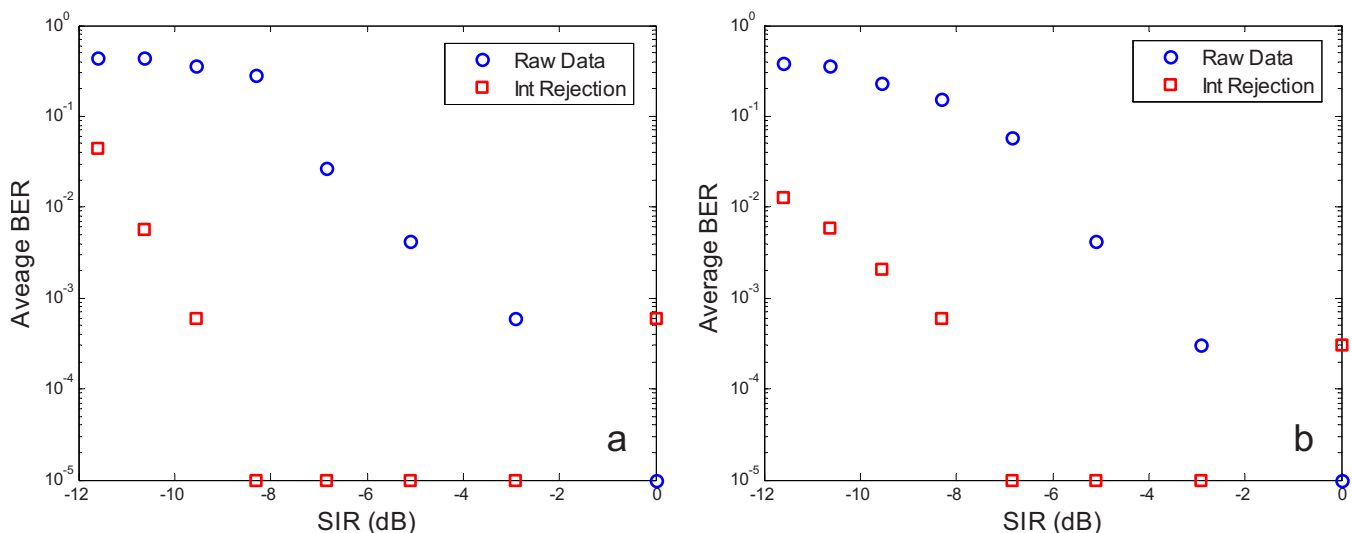 10^0
10^-1
10^-2
10^-3
10^-4
10^-5
Aveage BER
-12 -10 -8 -6 -4 -2 0
SIR (dB)
Raw Data
Int Rejection
a
10^0
10^-1
10^-2
10^-3
10^-4
10^-5
Average BER
-12 -10 -8 -6 -4 -2 0
SIR (dB)
Raw Data
Int Rejection
b